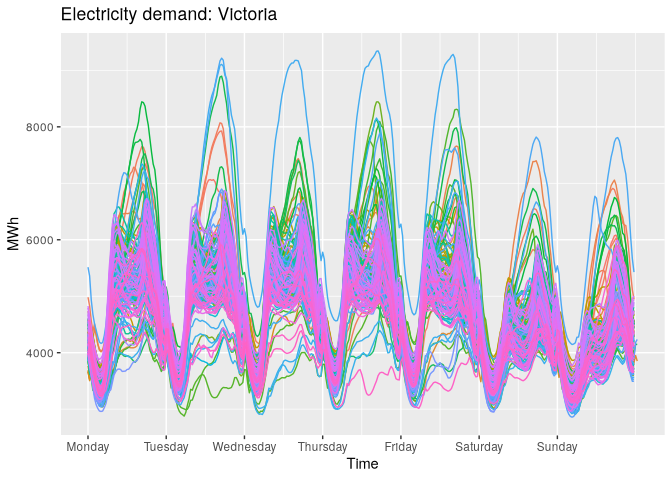 Electricity demand: Victoria
MWh
8000
6000
4000
Monday Tuesday Wednesday Thursday Friday Saturday Sunday
Time